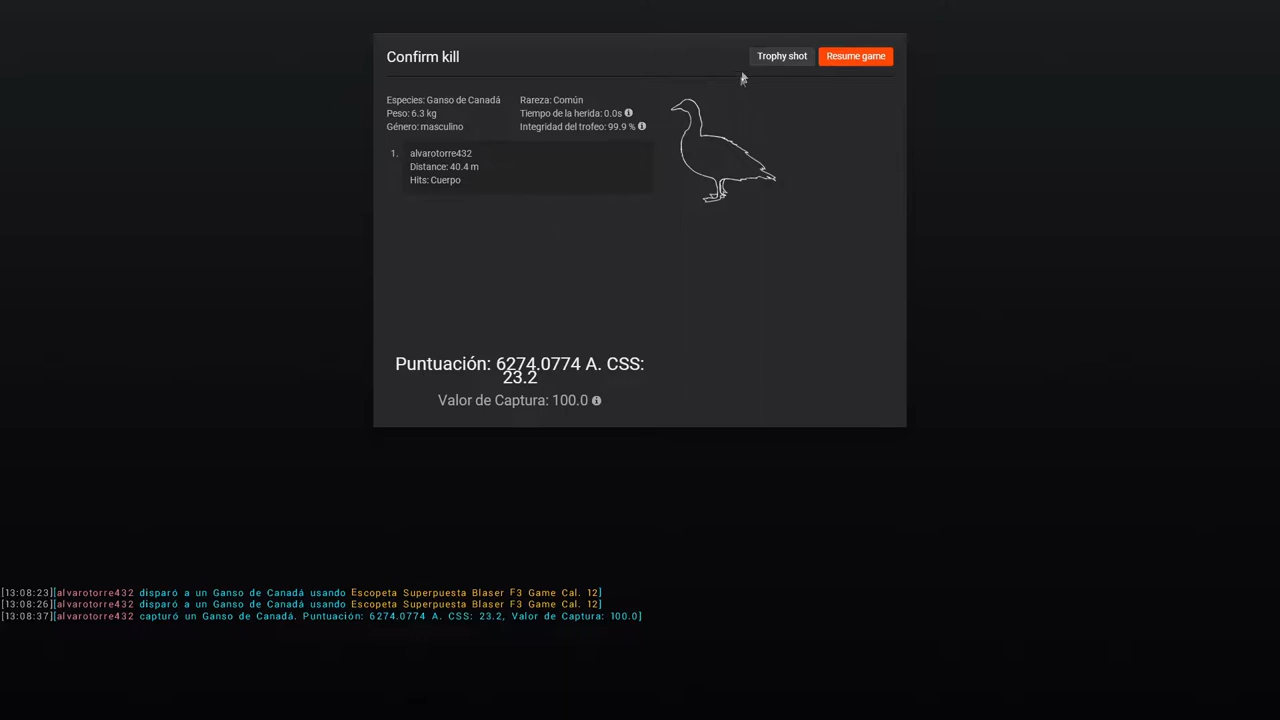 Confirm kill
Trophy shot
Resume game
Especies: Ganso de Canadá
Peso: 6.3 kg
Género: masculino
Rareza: Común
Tiempo de la herida: 0.0s
Integridad del trofeo: 99.9 %
1. alvarotorre432
Distance: 40.4 m
Hits: Cuerpo
Puntuación: 6274.0774 A. CSS:
23.2
Valor de Captura: 100.0
[13:08:23][alvarotorre432 disparó a un Ganso de Canadá usando Escopeta Superpuesta Blaser F3 Game Cal. 12]
[13:08:26][alvarotorre432 disparó a un Ganso de Canadá usando Escopeta Superpuesta Blaser F3 Game Cal. 12]
[13:08:37][alvarotorre432 capturó un Ganso de Canadá. Puntuación: 6274.0774 A. CSS: 23.2, Valor de Captura: 100.0]